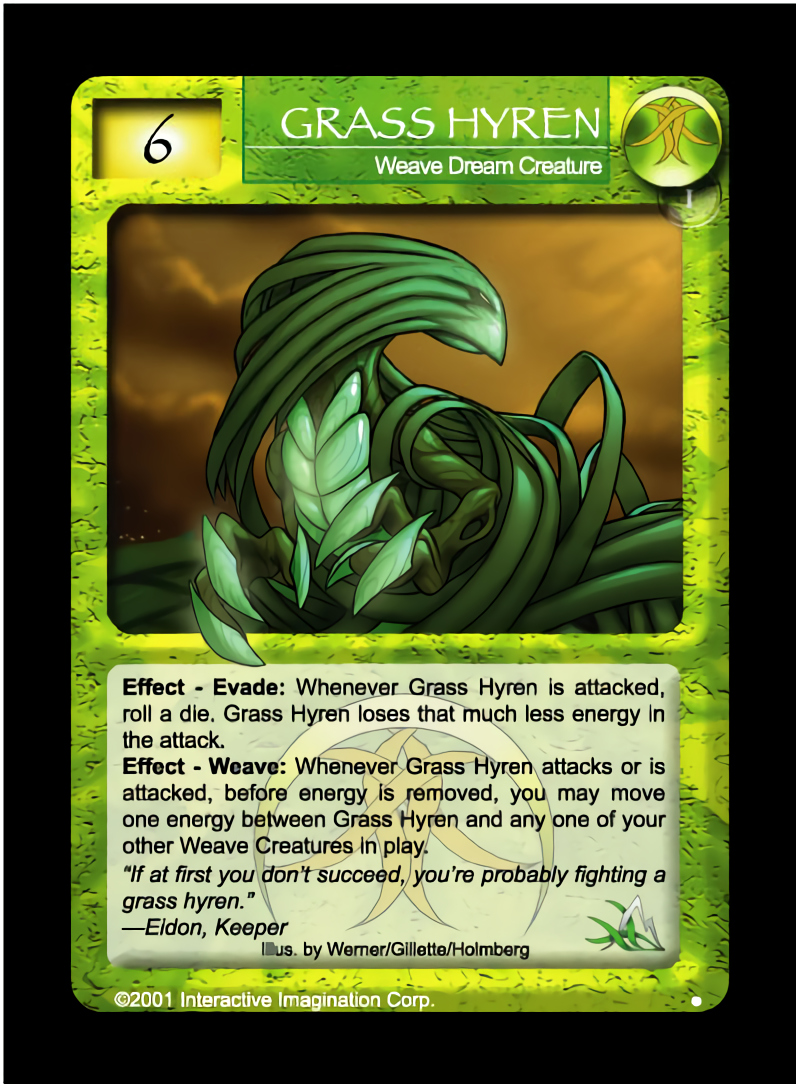 6
GRASS HYREN
Weave Dream Creature
I
Effect - Evade: Whenever Grass Hyren is attacked,
roll a die. Grass Hyren loses that much less energy in
the attack.
Effect - Weave: Whenever Grass Hyren attacks or is
attacked, before energy is removed, you may move
one energy between Grass Hyren and any one of your
other Weave Creatures in play.
"If at first you don't succeed, you're probably fighting a
grass hyren."
—Eldon, Keeper
Illus. by Werner/Gillette/Holmberg
©2001 Interactive Imagination Corp.